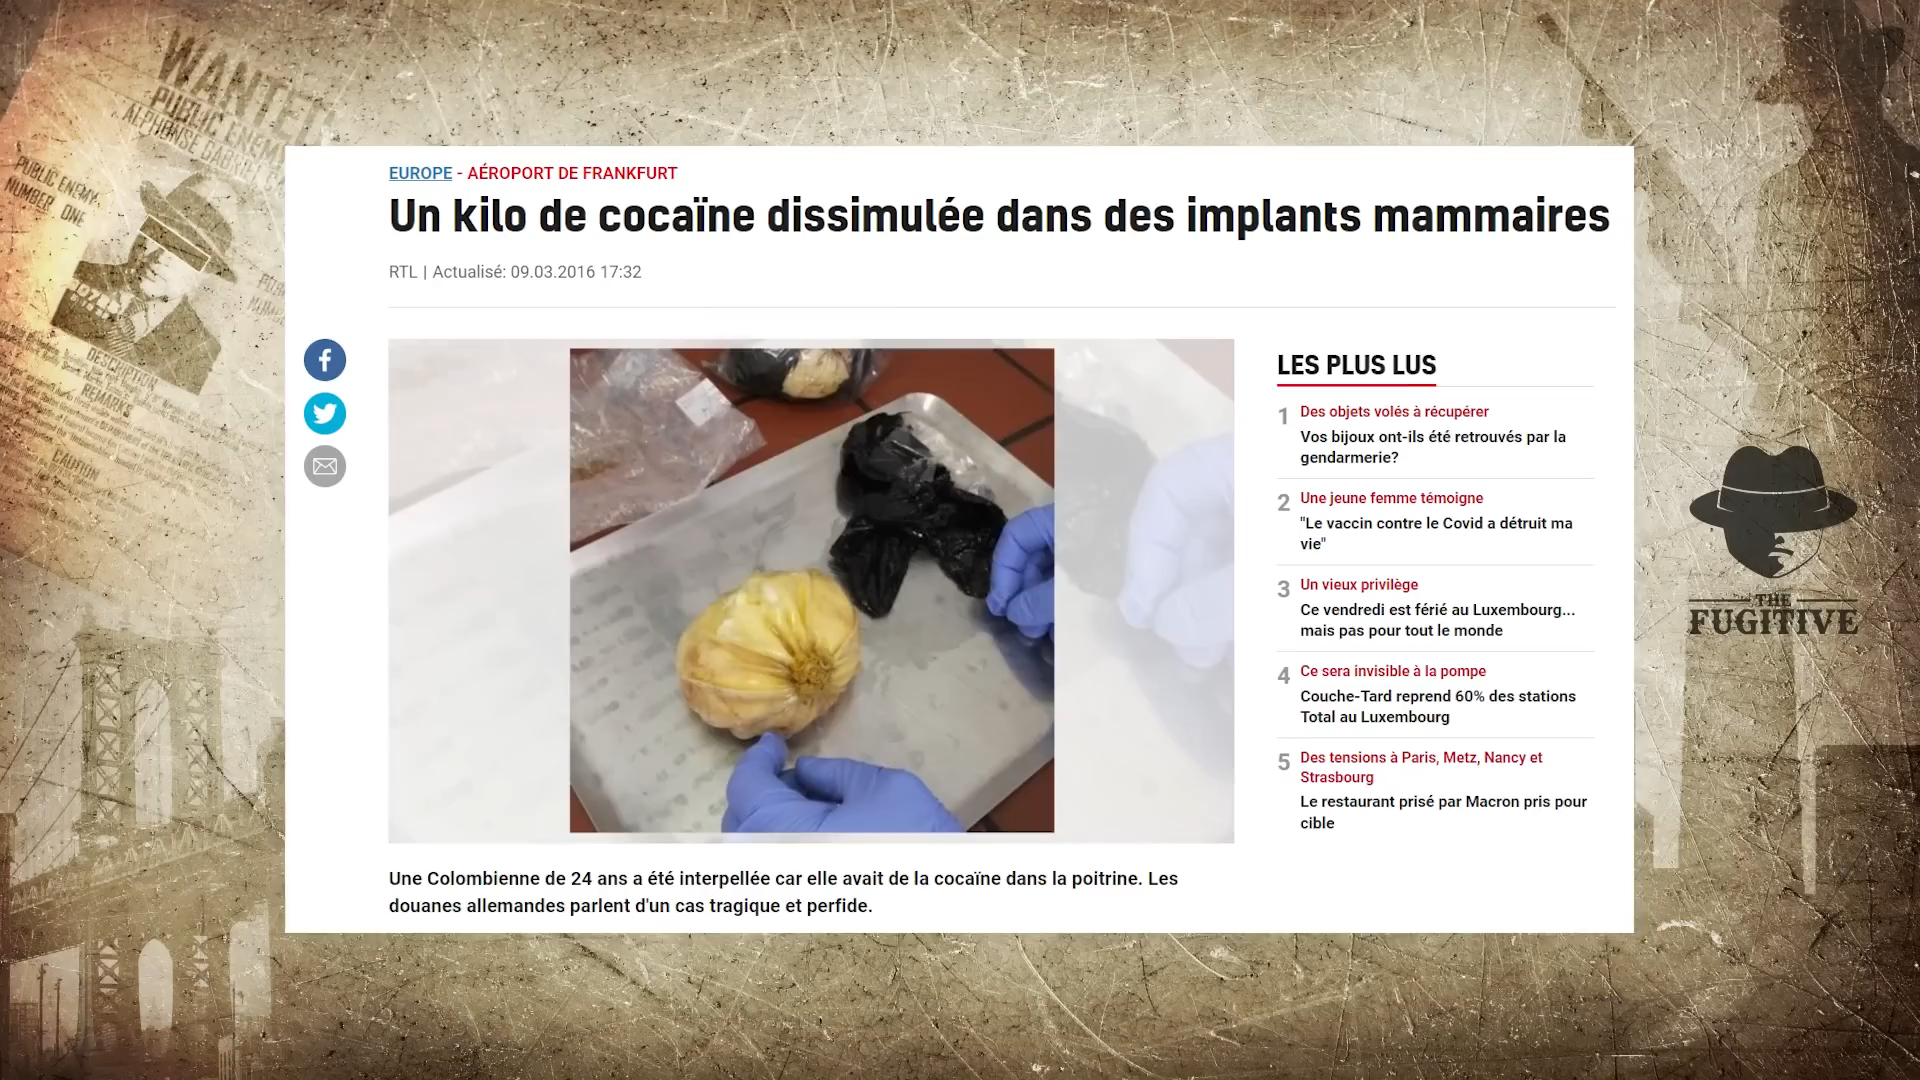 WANTED
PUBLIC ENEMY
ALPHONSE GABRIEL
PUBLIC ENEMY
NUMBER ONE
DESCRIPTION
REMARKS
CAUTION
EUROPE - AÉROPORT DE FRANKFURT
Un kilo de cocaïne dissimulée dans des implants mammaires
RTL | Actualisé: 09.03.2016 17:32
LES PLUS LUS
1 Des objets volés à récupérer
Vos bijoux ont-ils été retrouvés par la
gendarmerie?
2 Une jeune femme témoigne
"Le vaccin contre le Covid a détruit ma
vie"
3 Un vieux privilège
Ce vendredi est férié au Luxembourg...
mais pas pour tout le monde
4 Ce sera invisible à la pompe
Couche-Tard reprend 60% des stations
Total au Luxembourg
5 Des tensions à Paris, Metz, Nancy et
Strasbourg
Le restaurant prisé par Macron pris pour
cible
Une Colombienne de 24 ans a été interpellée car elle avait de la cocaïne dans la poitrine. Les
douanes allemandes parlent d'un cas tragique et perfide.
THE
FUGITIVE